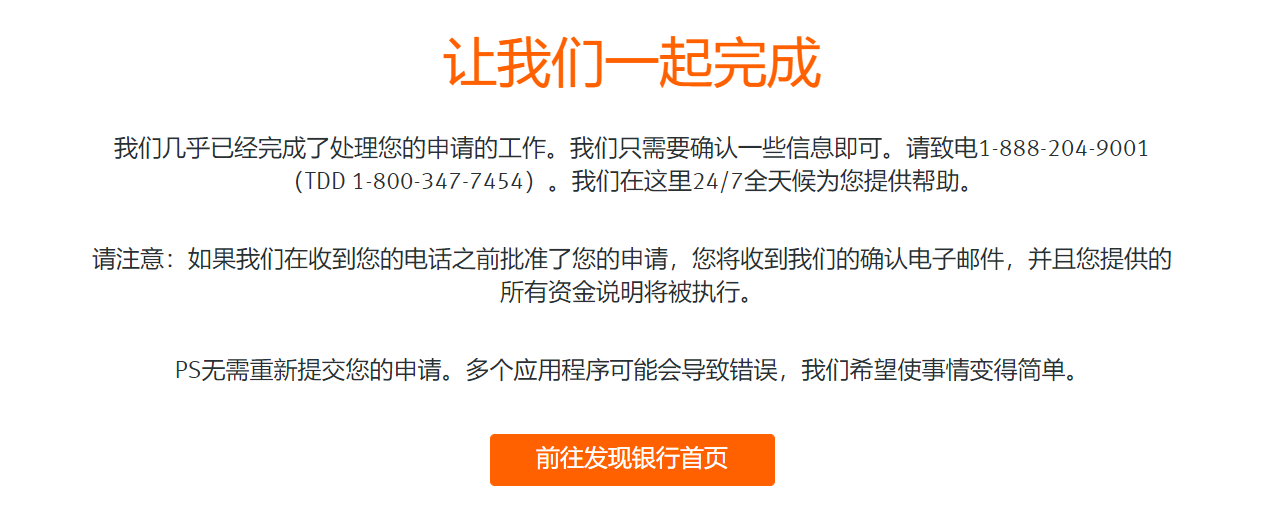 让我们一起完成
我们几乎已经完成了处理您的申请的工作。我们只需要确认一些信息即可。请致电1-888-204-9001
（TDD 1-800-347-7454）。我们在这里24/7全天候为您提供帮助。
请注意：如果我们在收到您的电话之前批准了您的申请，您将收到我们的确认电子邮件，并且您提供的
所有资金说明将被执行。
PS无需重新提交您的申请。多个应用程序可能会导致错误，我们希望使事情变得简单。
前往发现银行首页